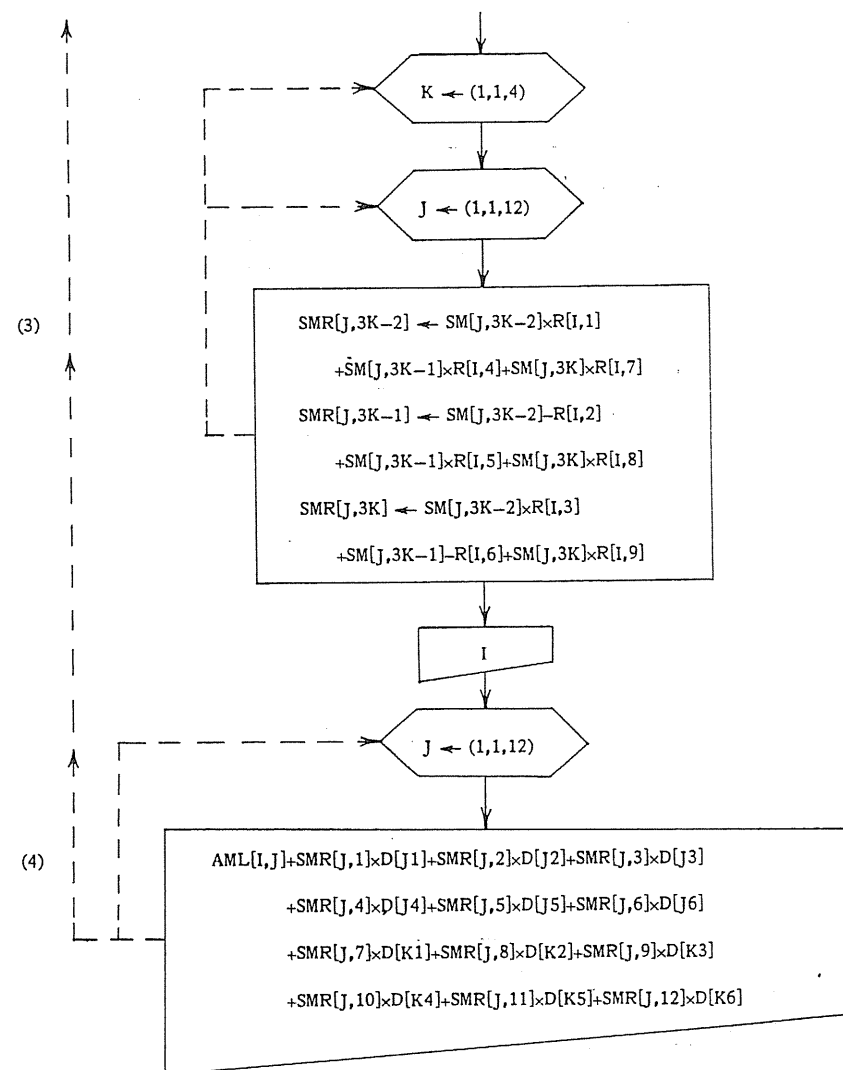 K ← (1,1,4)
J ← (1,1,12)
(3)
SMR[J,3K−2] ← SM[J,3K−2]×R[I,1]
+SM[J,3K−1]×R[I,4]+SM[J,3K]×R[I,7]
SMR[J,3K−1] ← SM[J,3K−2]−R[I,2]
+SM[J,3K−1]×R[I,5]+SM[J,3K]×R[I,8]
SMR[J,3K] ← SM[J,3K−2]×R[I,3]
+SM[J,3K−1]−R[I,6]+SM[J,3K]×R[I,9]
I
J ← (1,1,12)
(4)
AML[I,J]+SMR[J,1]×D[J1]+SMR[J,2]×D[J2]+SMR[J,3]×D[J3]
+SMR[J,4]×D[J4]+SMR[J,5]×D[J5]+SMR[J,6]×D[J6]
+SMR[J,7]×D[K1]+SMR[J,8]×D[K2]+SMR[J,9]×D[K3]
+SMR[J,10]×D[K4]+SMR[J,11]×D[K5]+SMR[J,12]×D[K6]